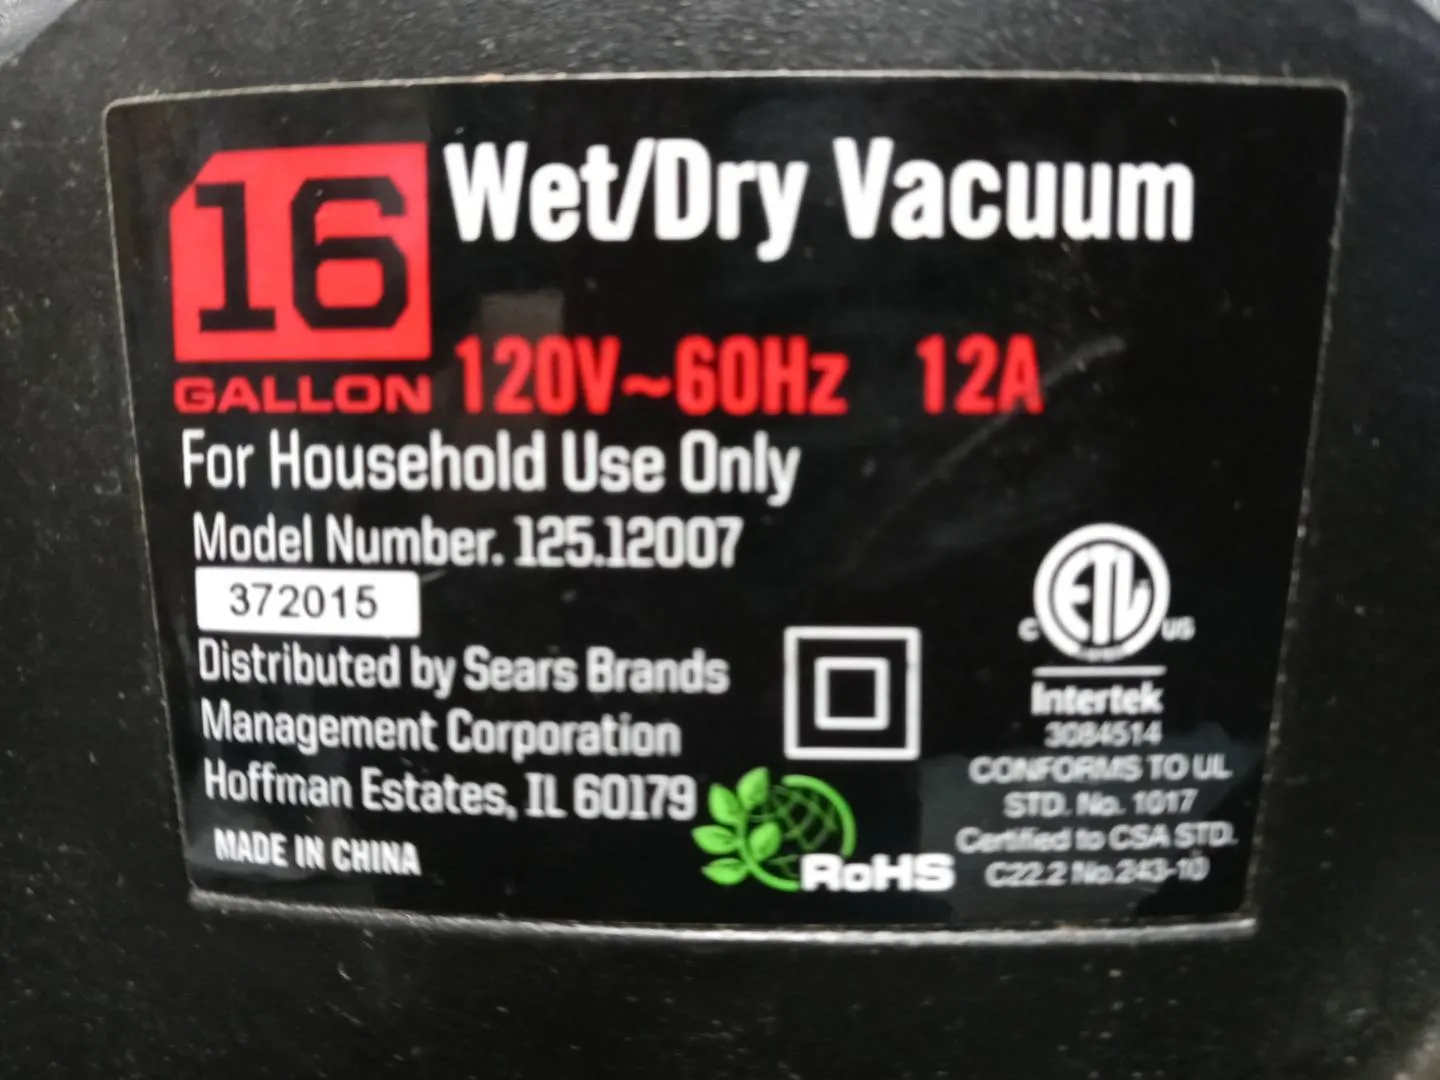 16
GALLON
Wet/Dry Vacuum
120V~60Hz 12A
For Household Use Only
Model Number. 125.12007
372015
Distributed by Sears Brands
Management Corporation
Hoffman Estates, IL 60179
MADE IN CHINA
RoHS
C ETL US
Intertek
3084514
CONFORMS TO UL
STD. No. 1017
Certified to CSA STD.
C22.2 No.243-10